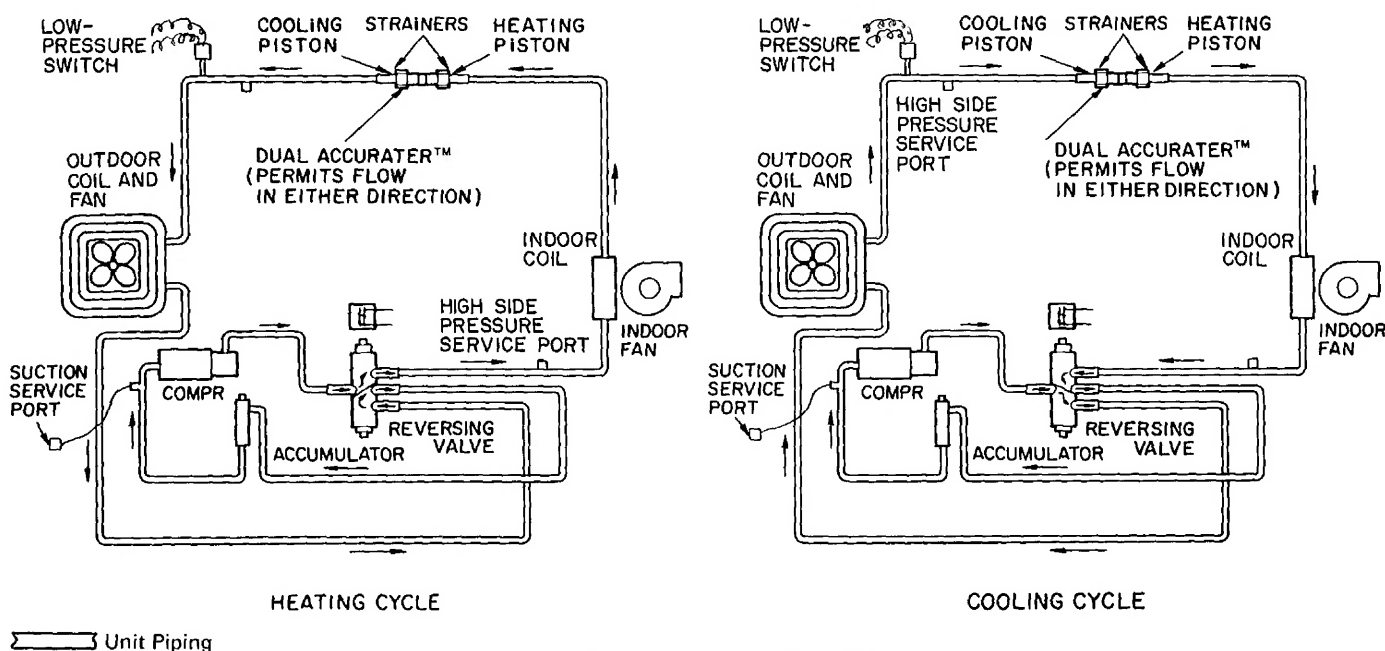 LOW-
PRESSURE
SWITCH
COOLING
PISTON
STRAINERS
HEATING
PISTON
DUAL ACCURATER™
(PERMITS FLOW
IN EITHER DIRECTION)
OUTDOOR
COIL AND
FAN
INDOOR
COIL
INDOOR
FAN
HIGH SIDE
PRESSURE
SERVICE PORT
SUCTION
SERVICE
PORT
COMPR
REVERSING
VALVE
ACCUMULATOR
HEATING CYCLE
LOW-
PRESSURE
SWITCH
COOLING
PISTON
STRAINERS
HEATING
PISTON
HIGH SIDE
PRESSURE
SERVICE
PORT
DUAL ACCURATER™
(PERMITS FLOW
IN EITHER DIRECTION)
OUTDOOR
COIL AND
FAN
INDOOR
COIL
INDOOR
FAN
SUCTION
SERVICE
PORT
COMPR
REVERSING
VALVE
ACCUMULATOR
COOLING CYCLE
Unit Piping